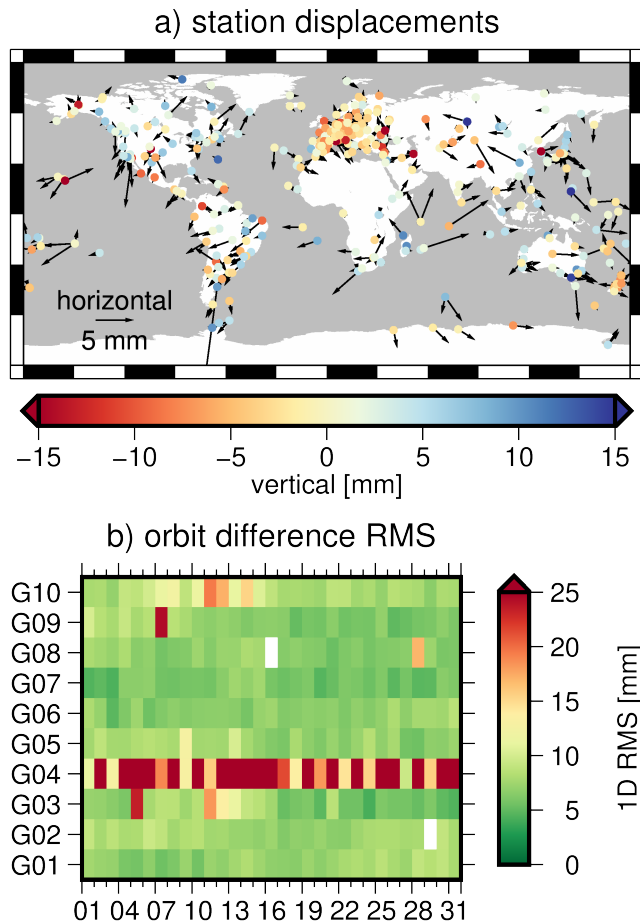 a) station displacements
horizontal
5 mm
−15 −10 −5 0 5 10 15
vertical [mm]
b) orbit difference RMS
G10
G09
G08
G07
G06
G05
G04
G03
G02
G01
01 04 07 10 13 16 19 22 25 28 31
25
20
15
10
5
0
1D RMS [mm]